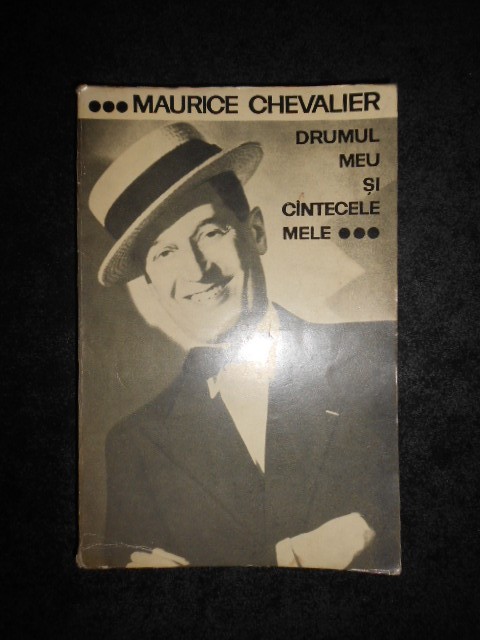 ●●● MAURICE CHEVALIER
DRUMUL
MEU
ȘI
CÎNTECELE
MELE ●●●